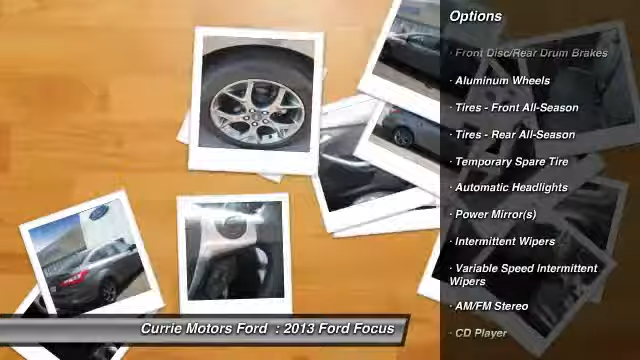 Options
· Front Disc/Rear Drum Brakes
· Aluminum Wheels
· Tires - Front All-Season
· Tires - Rear All-Season
· Temporary Spare Tire
· Automatic Headlights
· Power Mirror(s)
· Intermittent Wipers
· Variable Speed Intermittent
Wipers
· AM/FM Stereo
· CD Player
Currie Motors Ford : 2013 Ford Focus